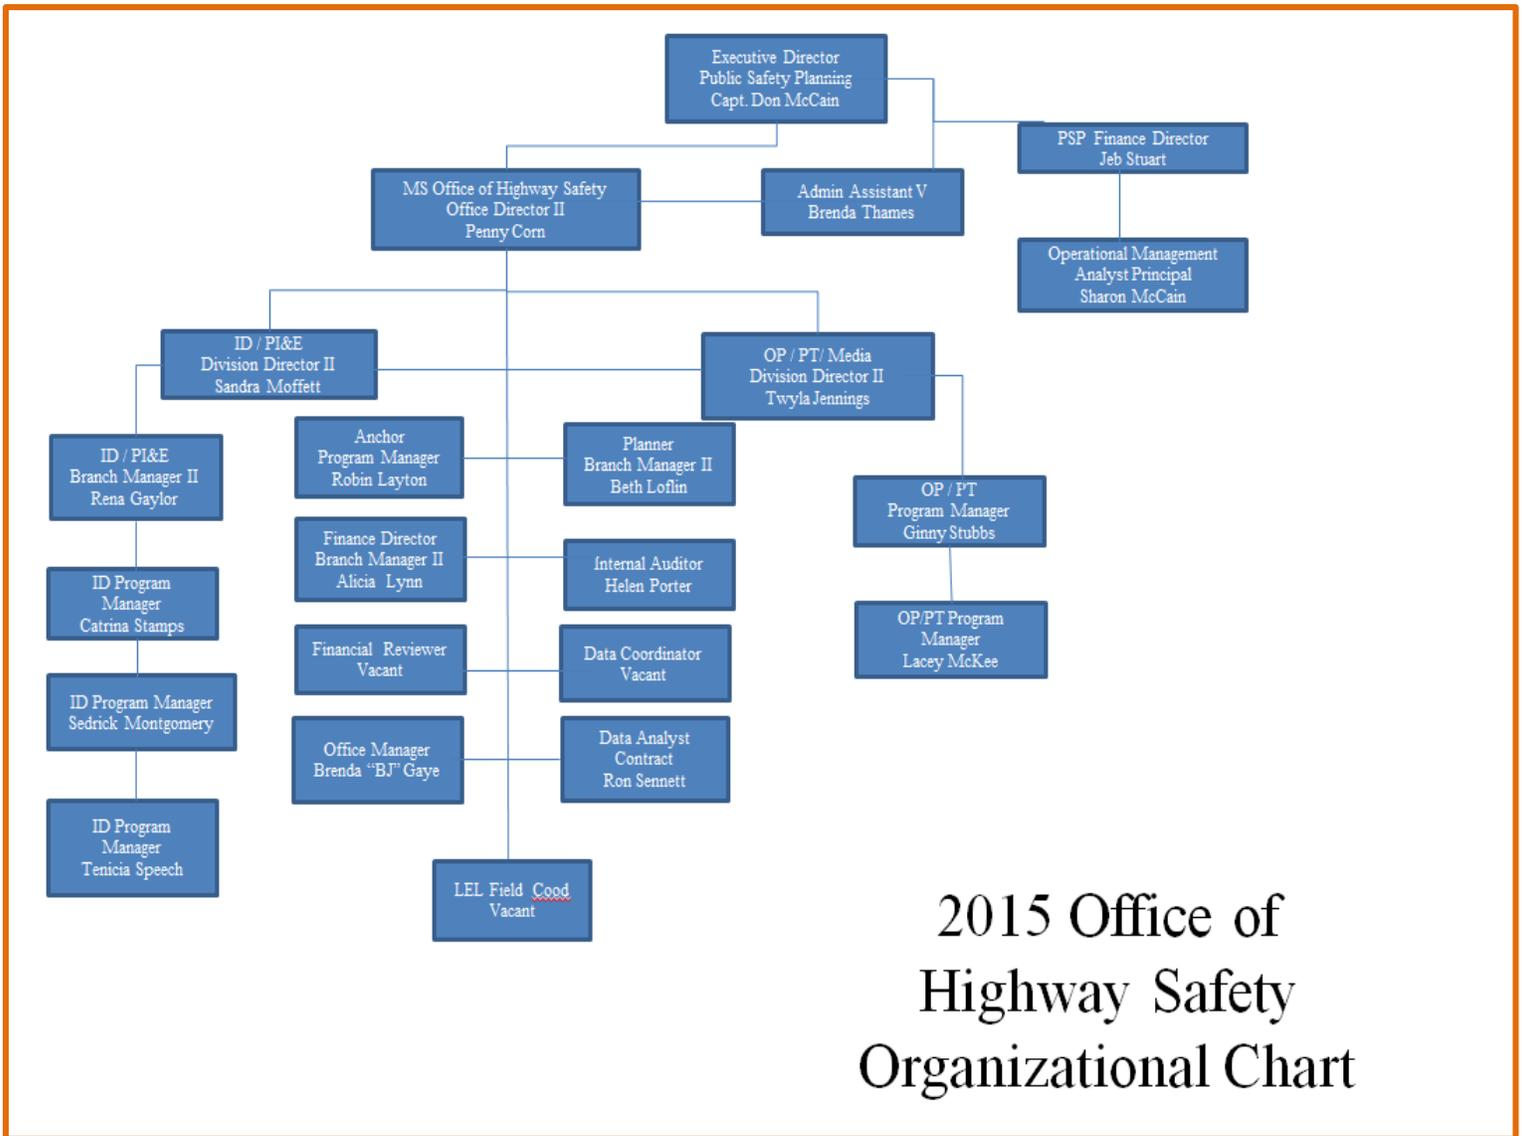 Executive Director
Public Safety Planning
Capt. Don McCain
PSP Finance Director
Jeb Stuart
MS Office of Highway Safety
Office Director II
Penny Corn
Admin Assistant V
Brenda Thames
Operational Management
Analyst Principal
Sharon McCain
ID / PI&E
Division Director II
Sandra Moffett
OP / PT/ Media
Division Director II
Twyla Jennings
ID / PI&E
Branch Manager II
Rena Gaylor
Anchor
Program Manager
Robin Layton
Planner
Branch Manager II
Beth Loflin
OP / PT
Program Manager
Ginny Stubbs
Finance Director
Branch Manager II
Alicia Lynn
Internal Auditor
Helen Porter
ID Program
Manager
Catrina Stamps
OP/PT Program
Manager
Lacey McKee
Financial Reviewer
Vacant
Data Coordinator
Vacant
ID Program Manager
Sedrick Montgomery
Office Manager
Brenda “BJ” Gaye
Data Analyst
Contract
Ron Sennett
ID Program
Manager
Tenicia Speech
LEL Field Cood
Vacant
2015 Office of
Highway Safety
Organizational Chart